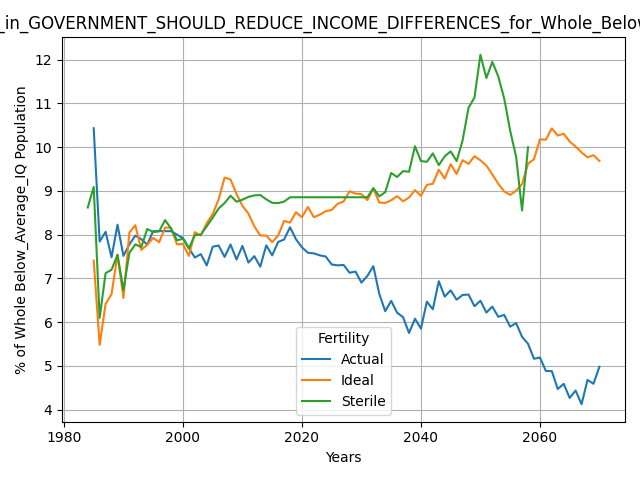 _in_GOVERNMENT_SHOULD_REDUCE_INCOME_DIFFERENCES_for_Whole_Below
% of Whole Below_Average_IQ Population
12
11
10
9
8
7
6
5
4
Fertility
Actual
Ideal
Sterile
1980 2000 2020 2040 2060
Years